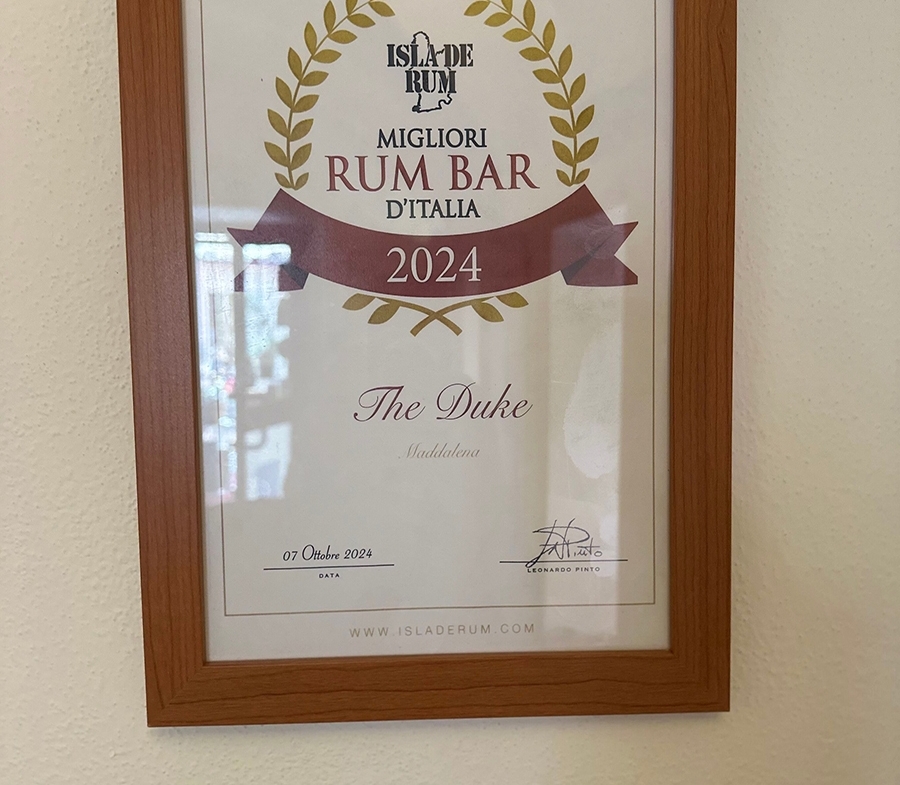 ISLA DE
RUM
MIGLIORI
RUM BAR
D'ITALIA
2024
The Duke
Maddalena
07 Ottobre 2024
DATA
LEONARDO PINTO
WWW.ISLADERUM.COM